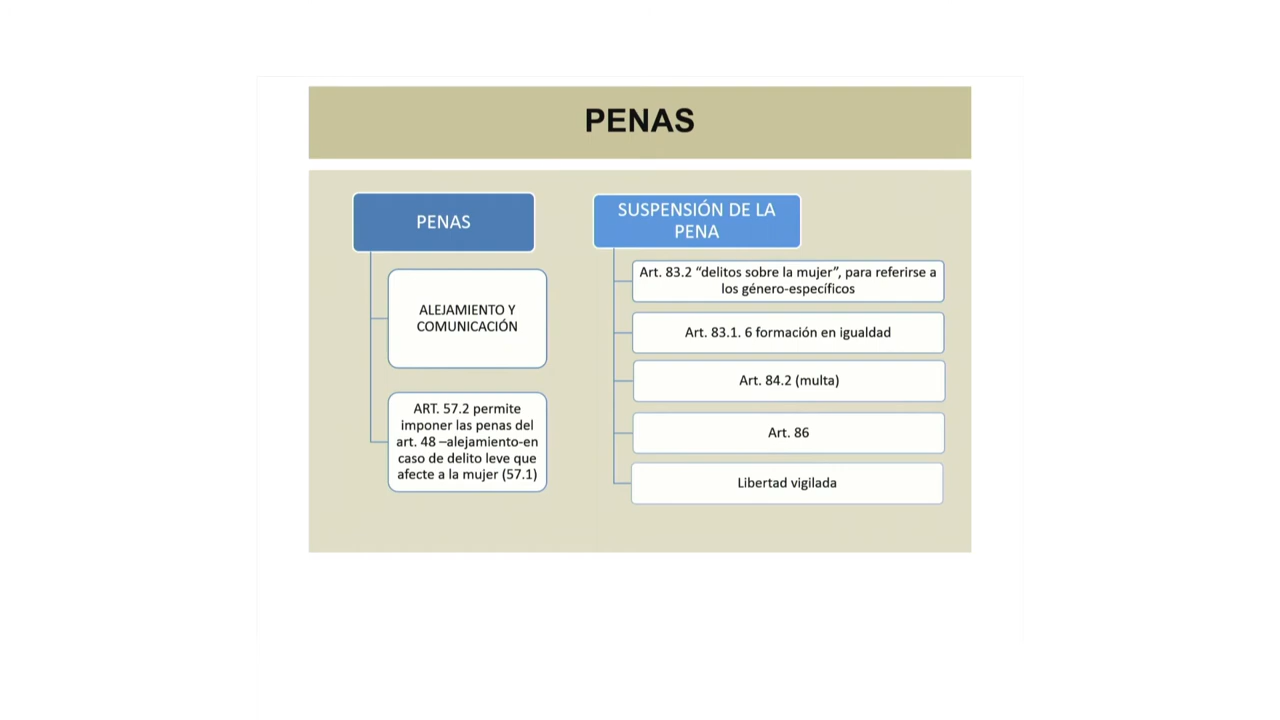 PENAS
PENAS
ALEJAMIENTO Y
COMUNICACIÓN
ART. 57.2 permite
imponer las penas del
art. 48 –alejamiento-en
caso de delito leve que
afecte a la mujer (57.1)
SUSPENSIÓN DE LA
PENA
Art. 83.2 “delitos sobre la mujer”, para referirse a
los género-específicos
Art. 83.1. 6 formación en igualdad
Art. 84.2 (multa)
Art. 86
Libertad vigilada